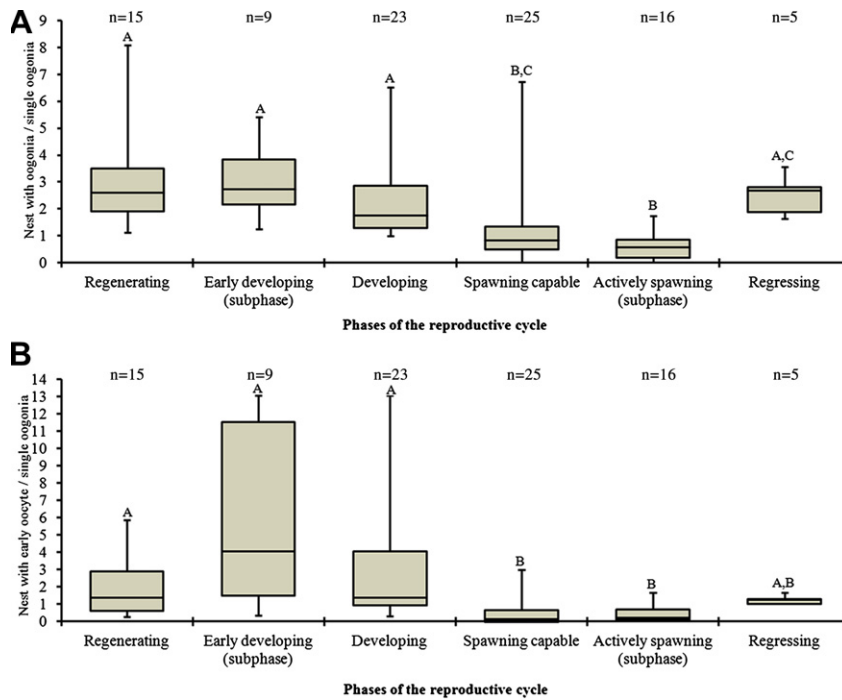 A
n=15 n=9 n=23 n=25 n=16 n=5
Nest with oogonia / single oogonia
9
8
7
6
5
4
3
2
1
0
A A A B,C B A,C
Regenerating Early developing Developing Spawning capable Actively spawning Regressing
(subphase) (subphase)
Phases of the reproductive cycle
B
n=15 n=9 n=23 n=25 n=16 n=5
Nest with early oocyte / single oogonia
14
13
12
11
10
9
8
7
6
5
4
3
2
1
0
A A A B B A,B
Regenerating Early developing Developing Spawning capable Actively spawning Regressing
(subphase) (subphase)
Phases of the reproductive cycle